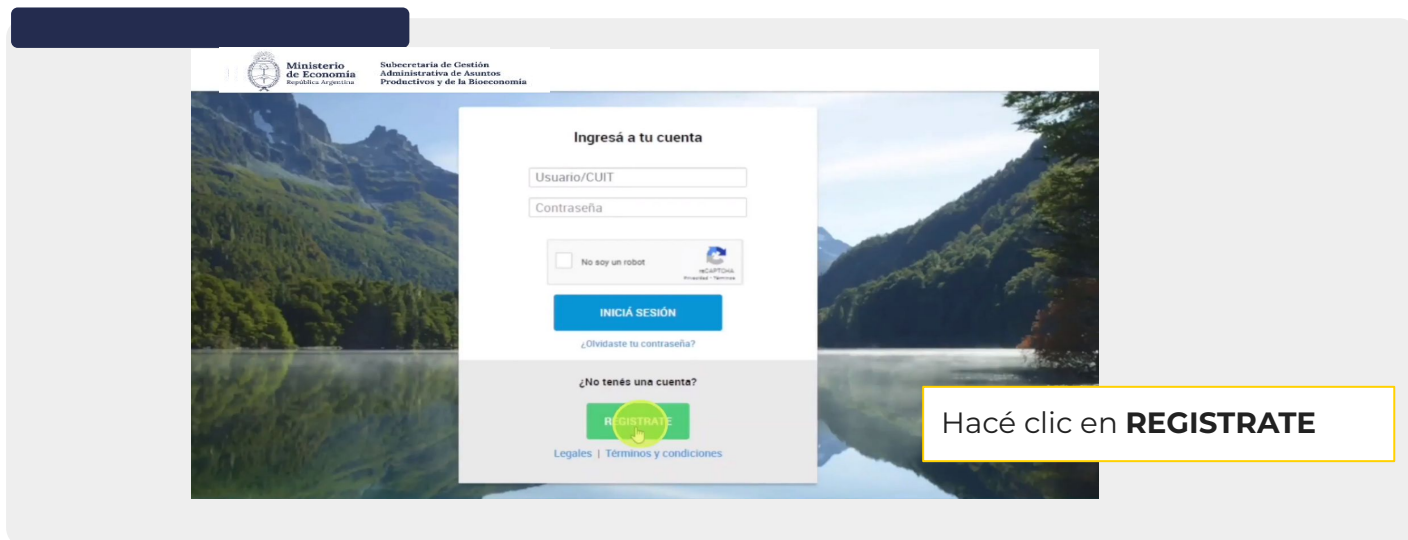 Ministerio
de Economía
República Argentina
Subsecretaría de Gestión
Administrativa de Asuntos
Productivos y de la Bioeconomía
Ingresá a tu cuenta
Usuario/CUIT
Contraseña
No soy un robot
reCAPTCHA
Privacidad - Términos
INICIÁ SESIÓN
¿Olvidaste tu contraseña?
¿No tenés una cuenta?
REGISTRATE
Legales | Términos y condiciones
Hacé clic en REGISTRATE